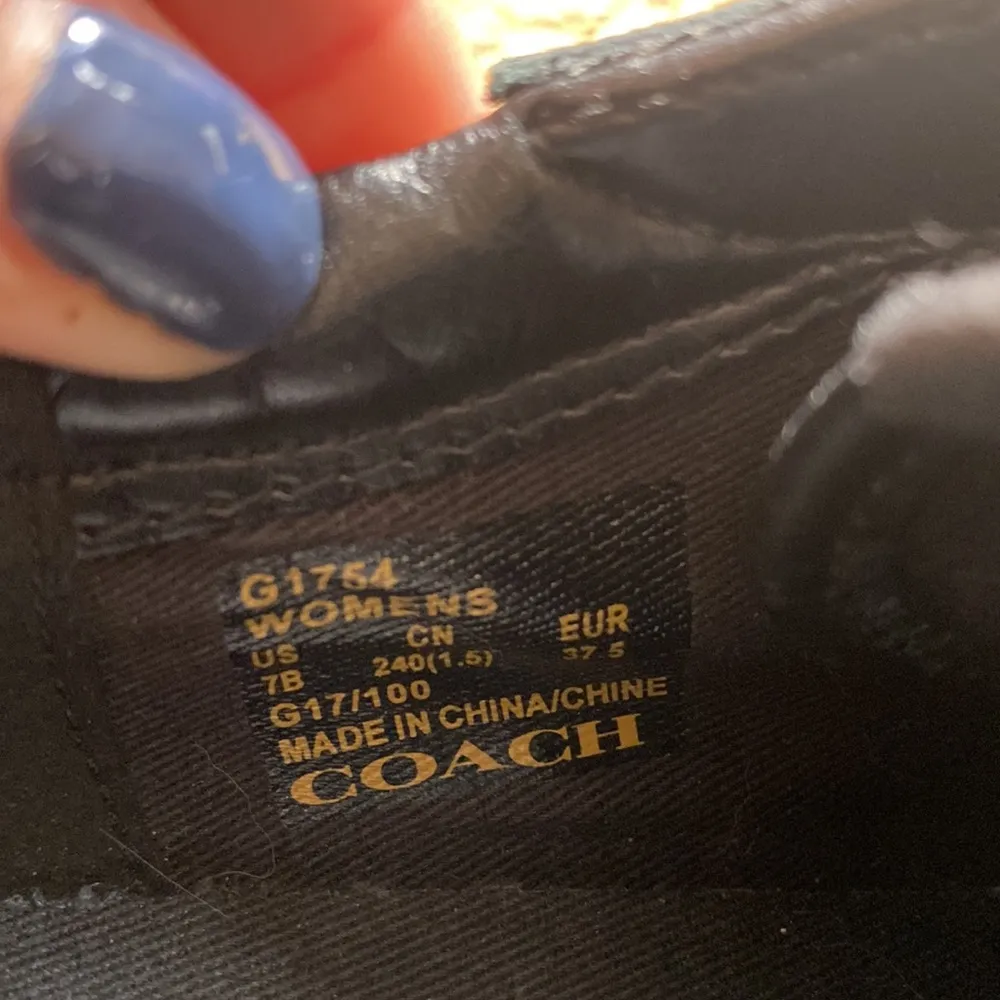 G1754
WOMENS
US CN EUR
7B 240(1.5) 37.5
G17/100
MADE IN CHINA/CHINE
COACH